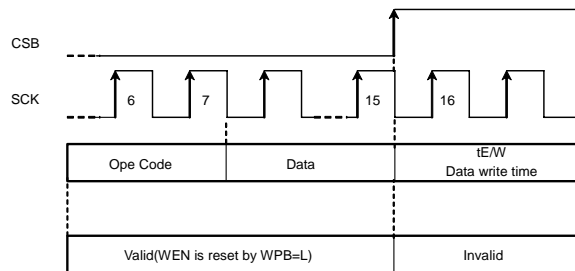 CSB
SCK
6
7
15
16
Ope Code
Data
tE/W
Data write time
Valid(WEN is reset by WPB=L)
Invalid